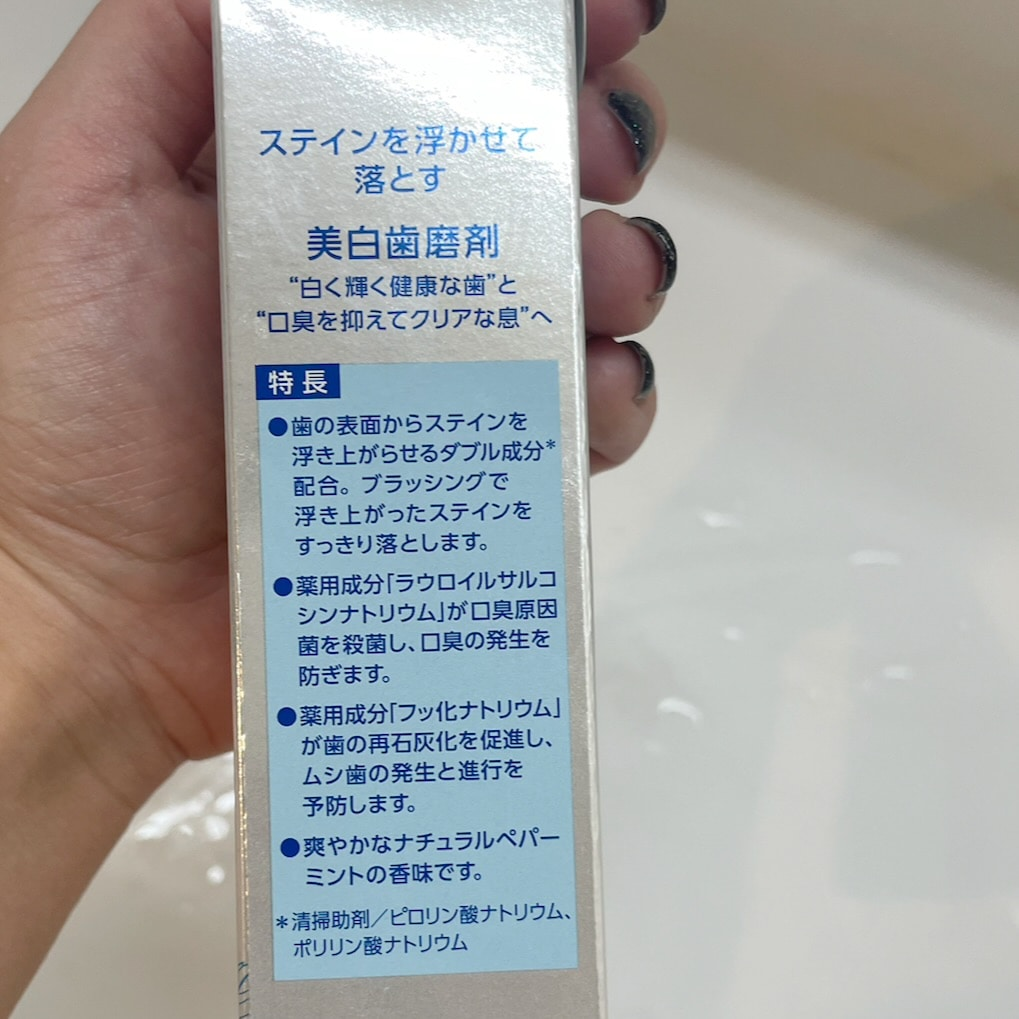 ステインを浮かせて
落とす
美白歯磨剤
“白く輝く健康な歯”と
“口臭を抑えてクリアな息”へ
特長
●歯の表面からステインを
浮き上がらせるダブル成分*
配合。ブラッシングで
浮き上がったステインを
すっきり落とします。
●薬用成分「ラウロイルサルコ
シンナトリウム」が口臭原因
菌を殺菌し、口臭の発生を
防ぎます。
●薬用成分「フッ化ナトリウム」
が歯の再石灰化を促進し、
ムシ歯の発生と進行を
予防します。
●爽やかなナチュラルペパー
ミントの香味です。
*清掃助剤/ピロリン酸ナトリウム、
ポリリン酸ナトリウム